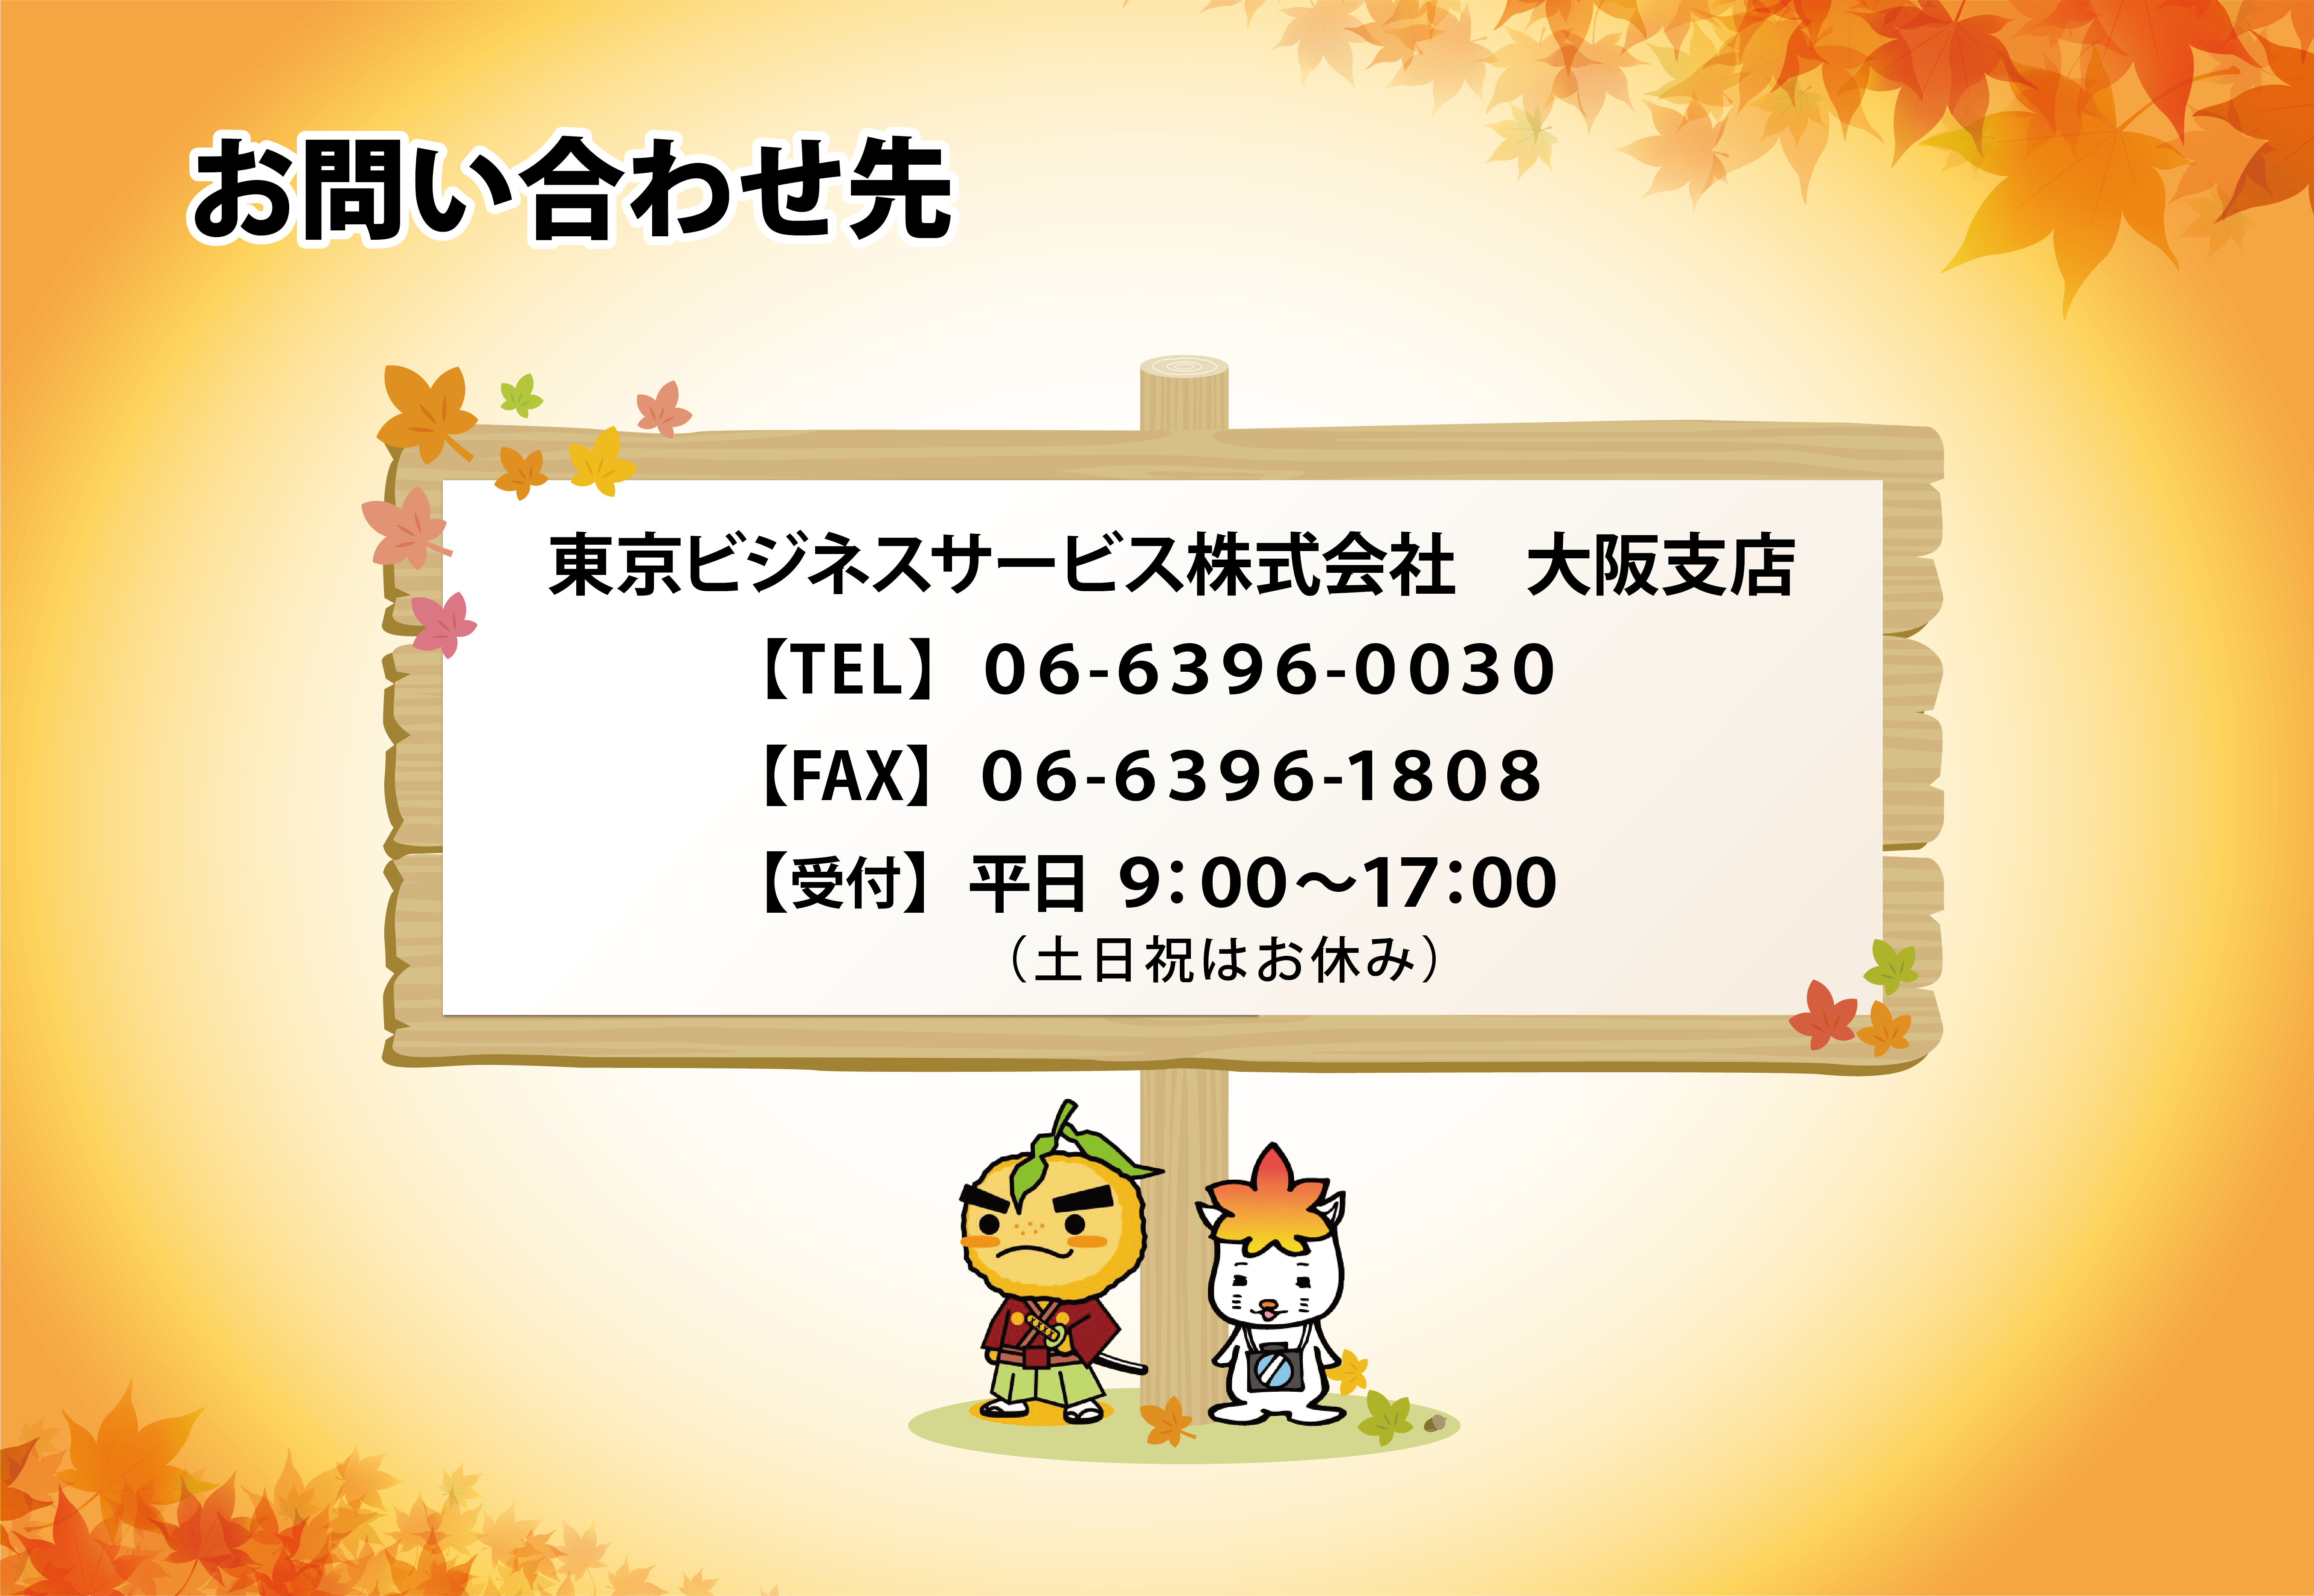 お問い合わせ先
東京ビジネスサービス株式会社　大阪支店
【TEL】 06-6396-0030
【FAX】 06-6396-1808
【受付】 平日 9：00〜17：00
（土日祝はお休み）